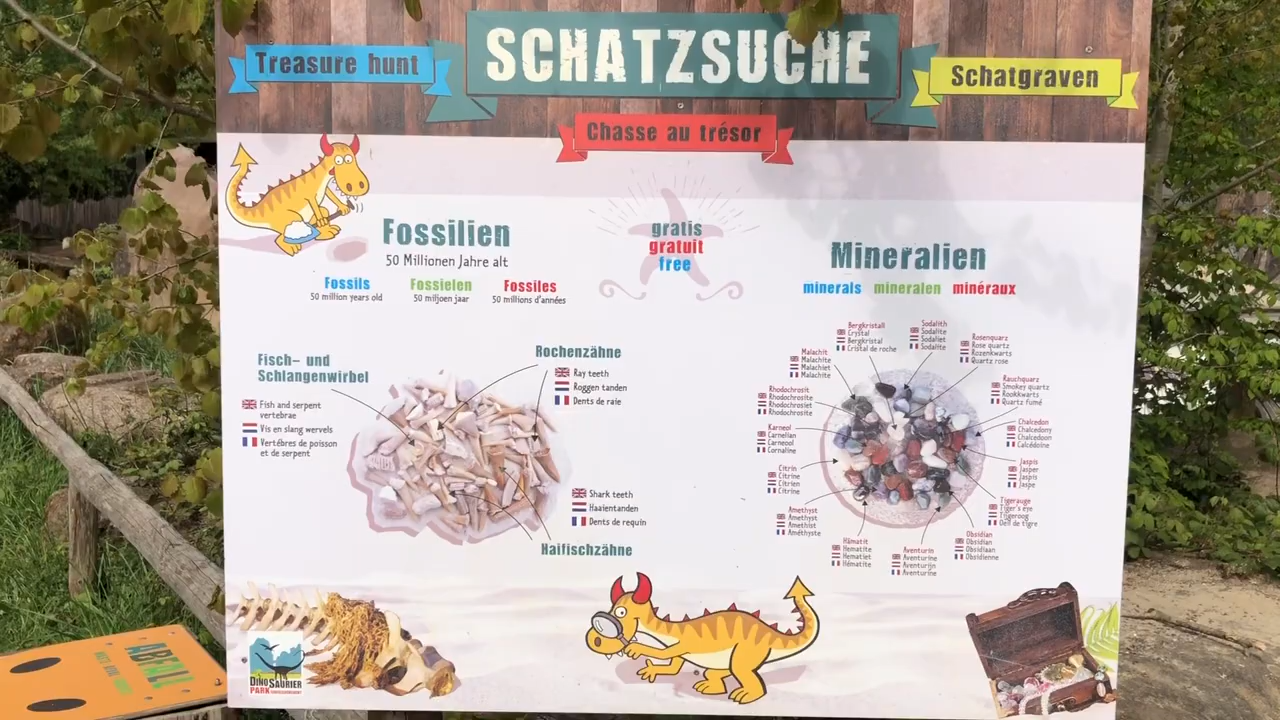 SCHATZSUCHE
Treasure hunt
Schatgraven
Chasse au trésor
Fossilien
50 Millionen Jahre alt
Fossils
50 million years old
Fossielen
50 miljoen jaar
Fossiles
50 millions d'années
gratis
gratuit
free
Mineralien
minerals mineralen minéraux
Fisch- und
Schlangenwirbel
Fish and serpent
vertebrae
Vis en slang wervels
Vertébres de poisson
et de serpent
Rochenzähne
Ray teeth
Roggen tanden
Dents de raie
Shark teeth
Haaientanden
Dents de requin
Haifischzähne
Bergkristall
Crystal
Bergkristal
Cristal de roche
Sodalith
Sodalite
Sodaliet
Sodalite
Rosenquarz
Rose quartz
Rozenkwarts
Quartz rose
Malachit
Malachite
Malachiet
Malachite
Rauchquarz
Smokey quartz
Rookkwarts
Quartz fumé
Rhodochrosit
Rhodochrosite
Rhodochrosiet
Rhodochrosite
Chalcedon
Chalcedony
Chalcedoon
Calcédoine
Karneol
Carnelian
Carneool
Cornaline
Jaspis
Jasper
Jaspis
Jaspe
Citrin
Citrine
Citrien
Citrine
Tigerauge
Tiger's eye
Tijgeroog
Oeil de tigre
Amethyst
Amethyst
Amethist
Améthyste
Obsidian
Obsidian
Obsidiaan
Obsidienne
Hämatit
Hematite
Hematiet
Hématite
Aventurin
Aventurine
Aventurijn
Aventurine
DINOSAURIER
PARK
ABFALL